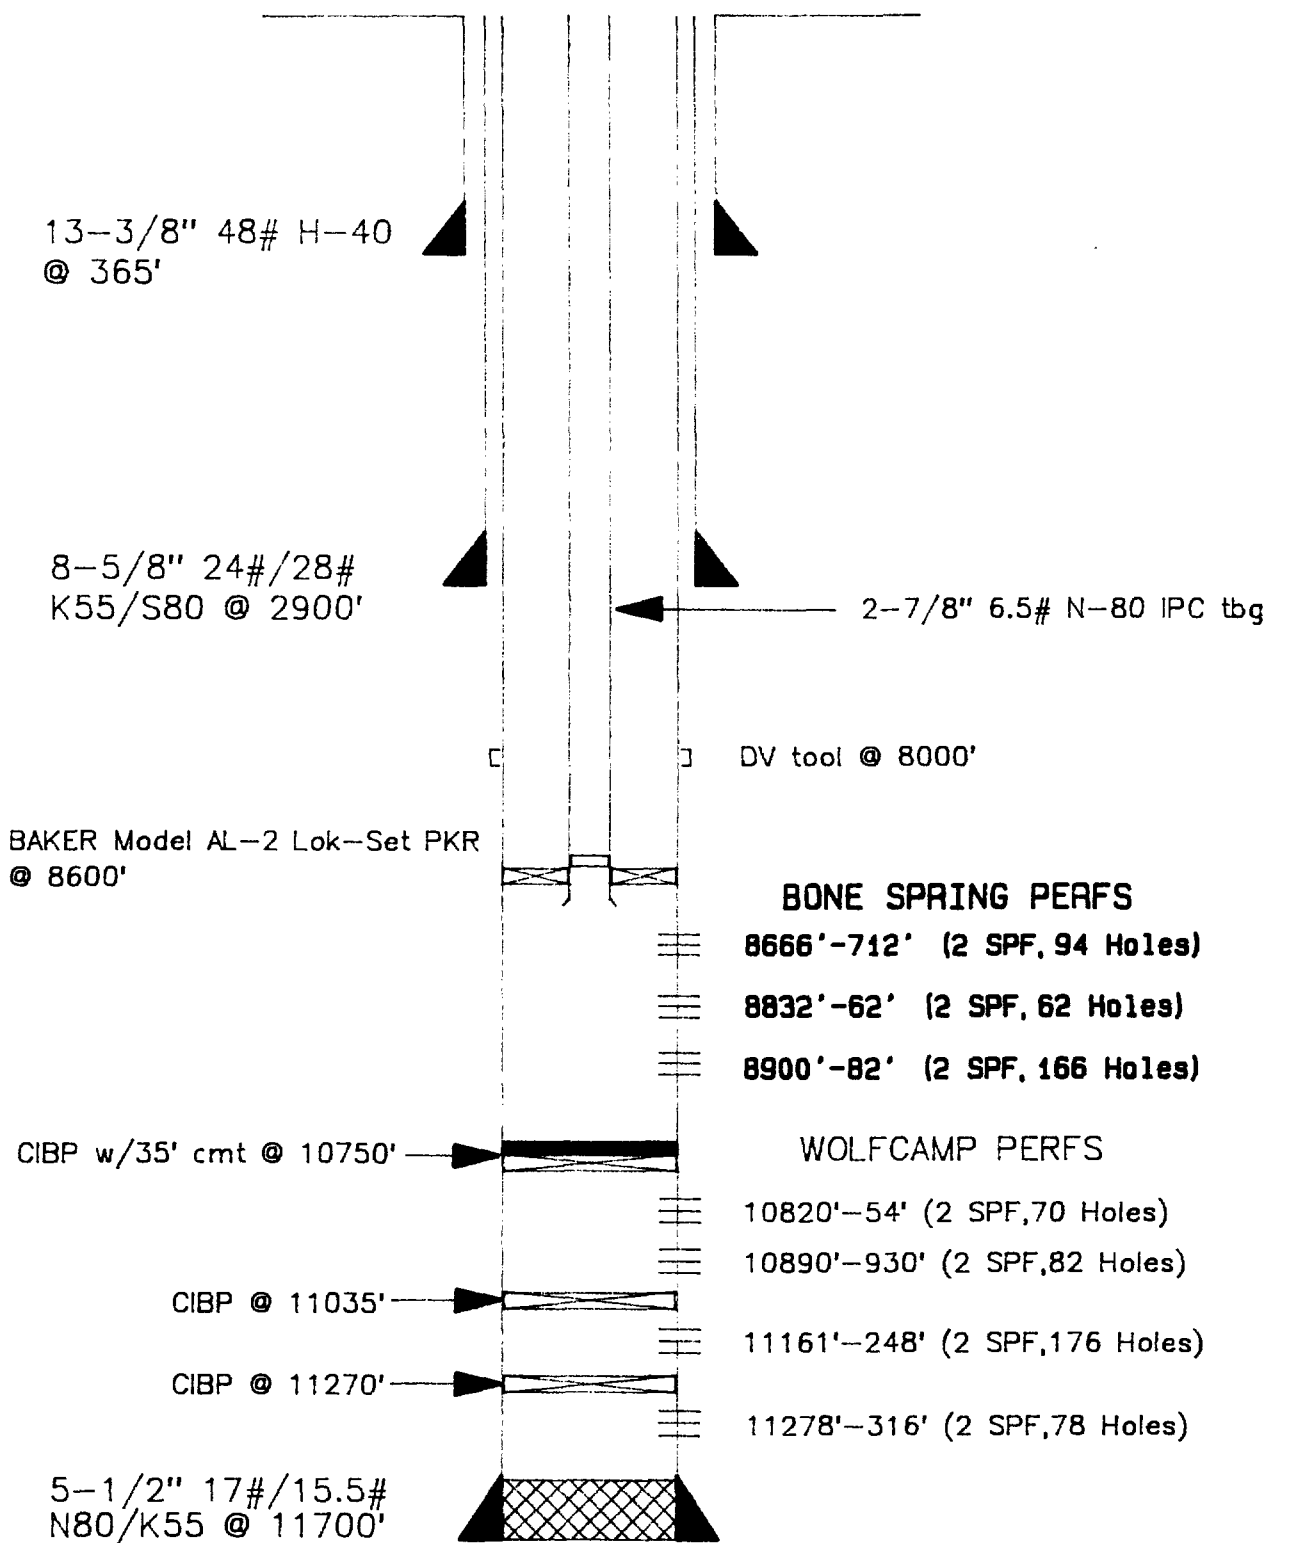 13-3/8" 48# H-40
@ 365'
8-5/8" 24#/28#
K55/S80 @ 2900'
2-7/8" 6.5# N-80 IPC tbg
DV tool @ 8000'
BAKER Model AL-2 Lok-Set PKR
@ 8600'
BONE SPRING PERFS
8666'-712' (2 SPF, 94 Holes)
8832'-62' (2 SPF, 62 Holes)
8900'-82' (2 SPF, 166 Holes)
CIBP w/35' cmt @ 10750'
WOLFCAMP PERFS
10820'-54' (2 SPF,70 Holes)
10890'-930' (2 SPF,82 Holes)
CIBP @ 11035'
11161'-248' (2 SPF,176 Holes)
CIBP @ 11270'
11278'-316' (2 SPF,78 Holes)
5-1/2" 17#/15.5#
N80/K55 @ 11700'